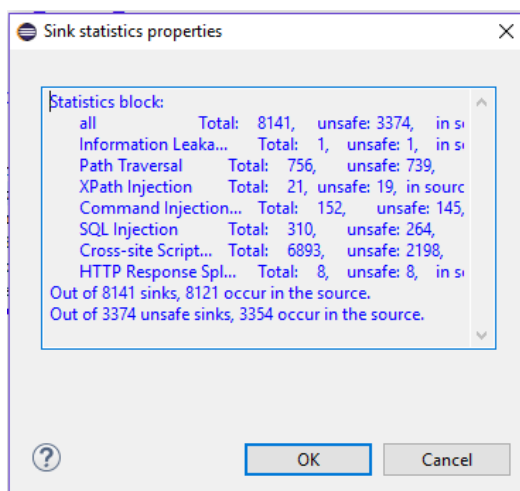 Sink statistics properties
Statistics block:
all Total: 8141, unsafe: 3374, in s
Information Leaka... Total: 1, unsafe: 1, in s
Path Traversal Total: 756, unsafe: 739,
XPath Injection Total: 21, unsafe: 19, in sourc
Command Injection... Total: 152, unsafe: 145,
SQL Injection Total: 310, unsafe: 264,
Cross-site Script... Total: 6893, unsafe: 2198,
HTTP Response Spl... Total: 8, unsafe: 8, in s
Out of 8141 sinks, 8121 occur in the source.
Out of 3374 unsafe sinks, 3354 occur in the source.
?
OK Cancel